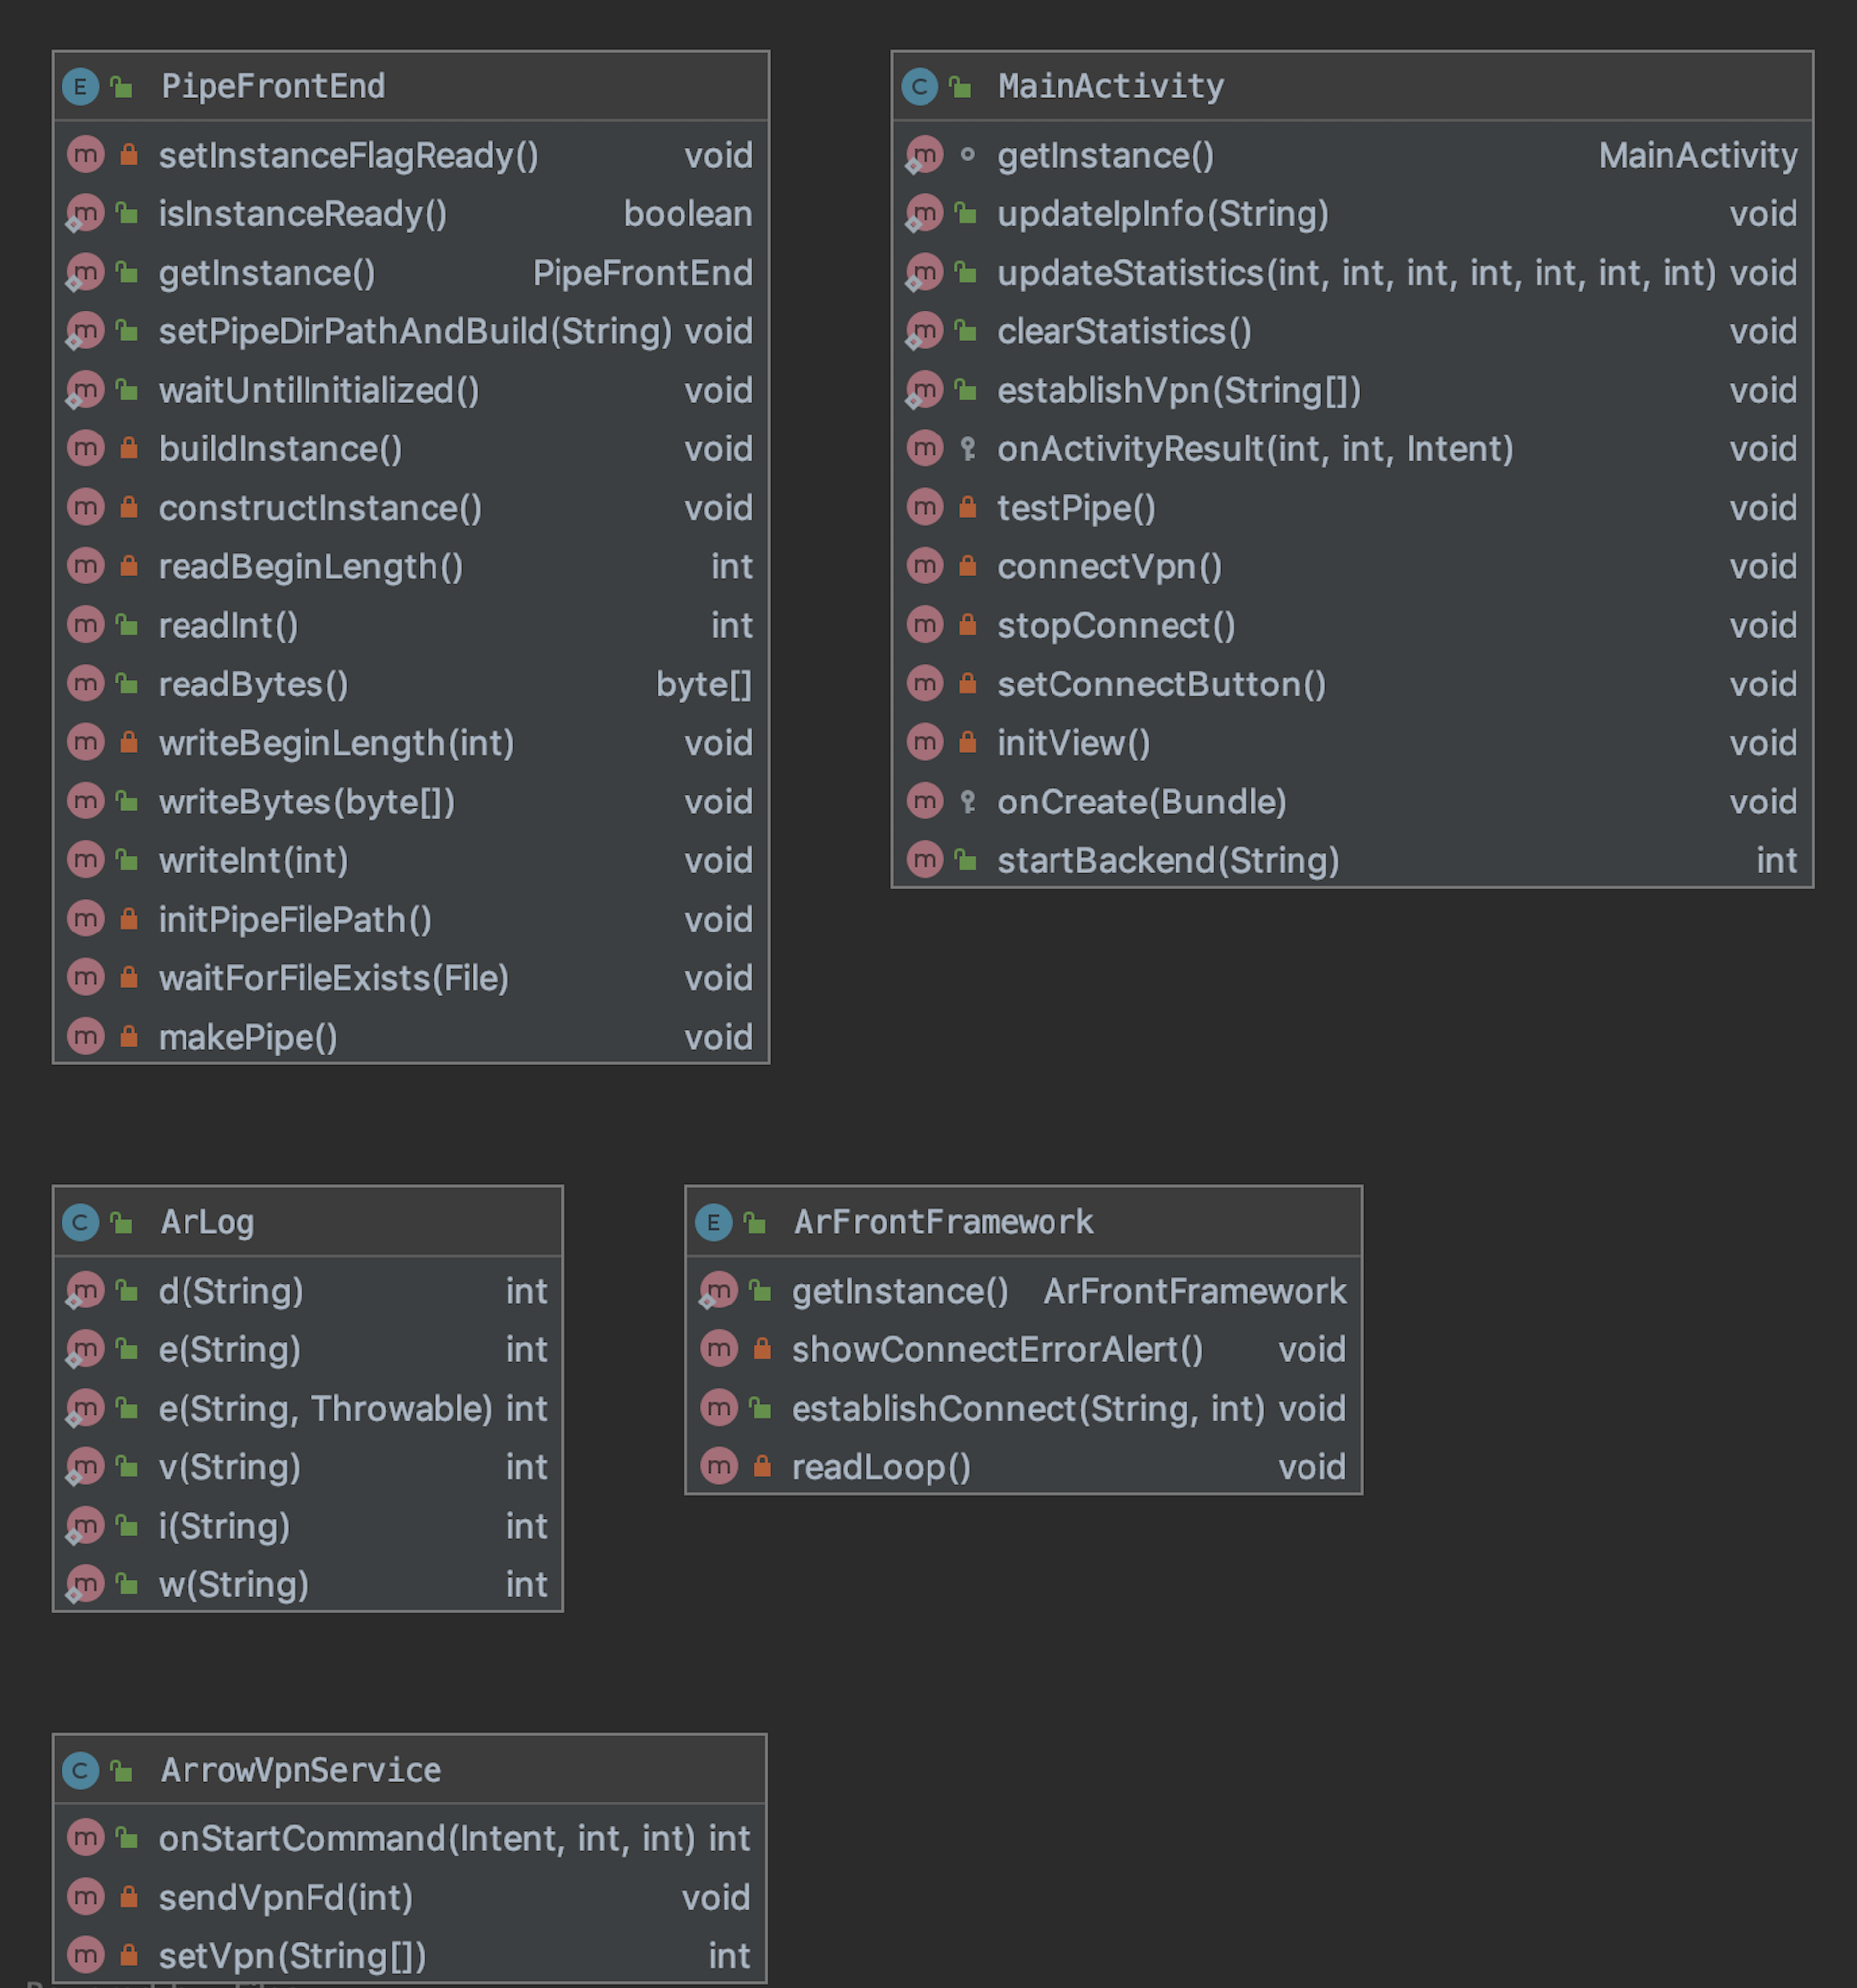 PipeFrontEnd
setInstanceFlagReady() void
isInstanceReady() boolean
getInstance() PipeFrontEnd
setPipeDirPathAndBuild(String) void
waitUntilInitialized() void
buildInstance() void
constructInstance() void
readBeginLength() int
readInt() int
readBytes() byte[]
writeBeginLength(int) void
writeBytes(byte[]) void
writeInt(int) void
initPipeFilePath() void
waitForFileExists(File) void
makePipe() void
MainActivity
getInstance() MainActivity
updateIpInfo(String) void
updateStatistics(int, int, int, int, int, int, int) void
clearStatistics() void
establishVpn(String[]) void
onActivityResult(int, int, Intent) void
testPipe() void
connectVpn() void
stopConnect() void
setConnectButton() void
initView() void
onCreate(Bundle) void
startBackend(String) int
ArLog
d(String) int
e(String) int
e(String, Throwable) int
v(String) int
i(String) int
w(String) int
ArFrontFramework
getInstance() ArFrontFramework
showConnectErrorAlert() void
establishConnect(String, int) void
readLoop() void
ArrowVpnService
onStartCommand(Intent, int, int) int
sendVpnFd(int) void
setVpn(String[]) int